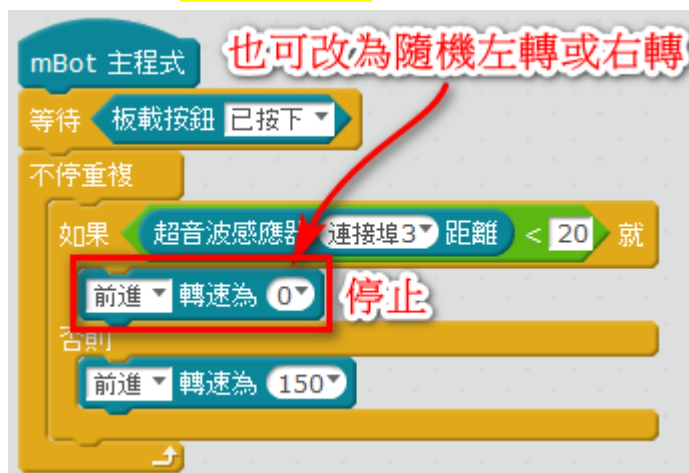 也可改為隨機左轉或右轉
mBot 主程式
等待 板載按鈕 已按下
不停重複
如果 超音波感應器 連接埠3 距離 < 20 就
前進 轉速為 0 停止
否則
前進 轉速為 150